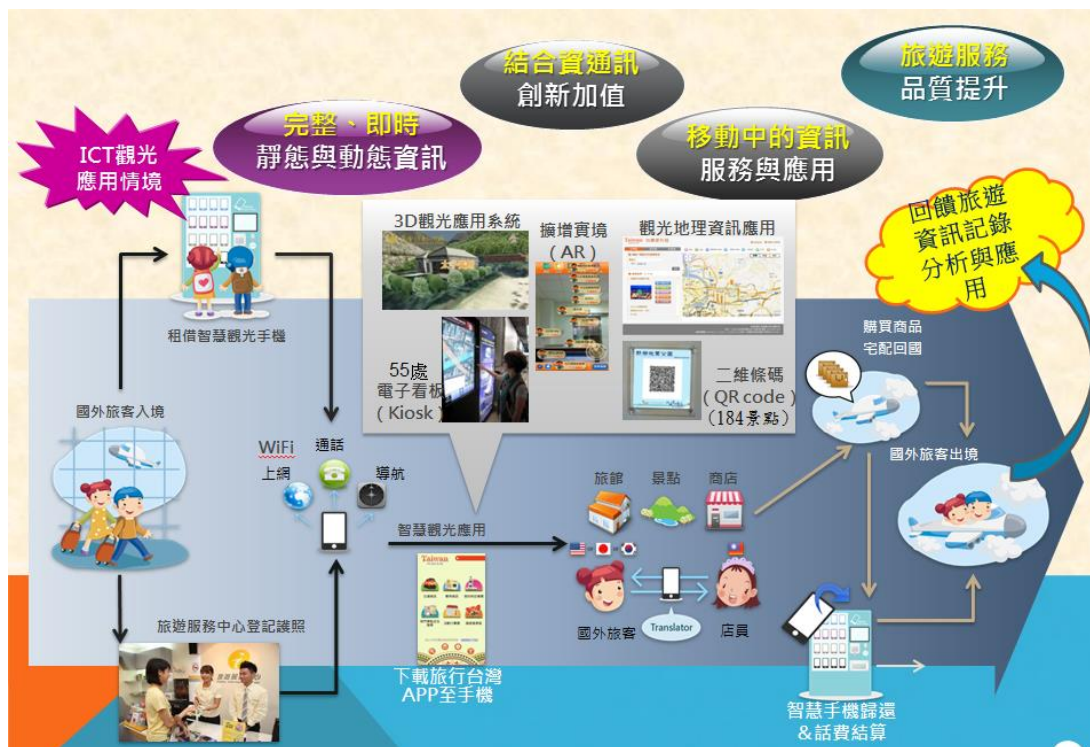 結合資通訊
創新加值
旅遊服務
品質提升
完整、即時
靜態與動態資訊
移動中的資訊
服務與應用
ICT觀光
應用情境
3D觀光應用系統
擴增實境
(AR)
觀光地理資訊應用
回饋旅遊
資訊記錄
分析與應
用
租借智慧觀光手機
55處
電子看板
(Kiosk)
二維條碼
(QR code)
(184景點)
購買商品
宅配回國
國外旅客入境
WiFi
上網
通話
導航
國外旅客出境
旅館
景點
商店
智慧觀光應用
Taiwan
國外旅客
Translator
店員
旅遊服務中心登記護照
下載旅行台灣
APP至手機
智慧手機歸還
&話費結算